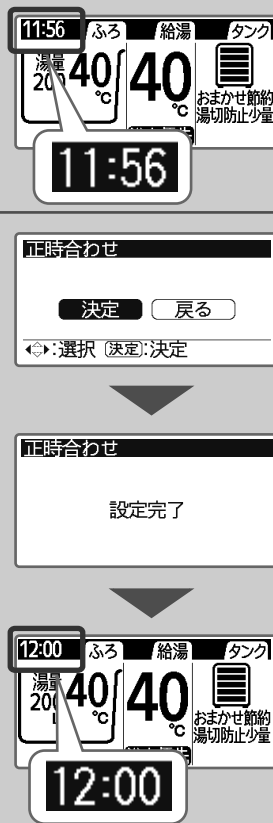 11:56 ふろ 給湯 タンク
湯量 40℃ 40℃
200
おまかせ節約
湯切防止少量
11:56
正時合わせ
決定 戻る
:選択 決定:決定
正時合わせ
設定完了
12:00 ふろ 給湯 タンク
湯量 40℃ 40℃
200
おまかせ節約
湯切防止少量
12:00